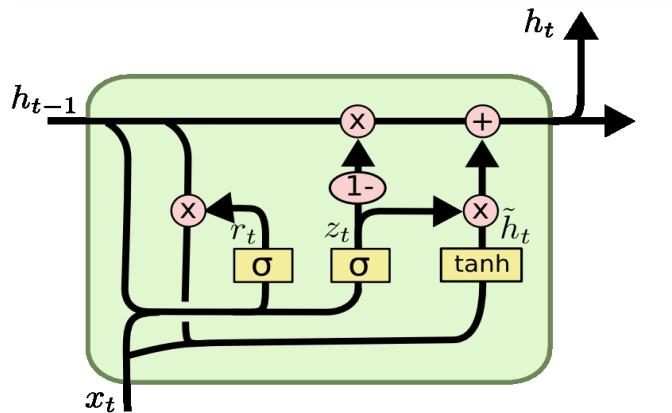 h_t
h_{t-1}
x +
1-
x r_t z_t x h̃_t
σ σ tanh
x_t